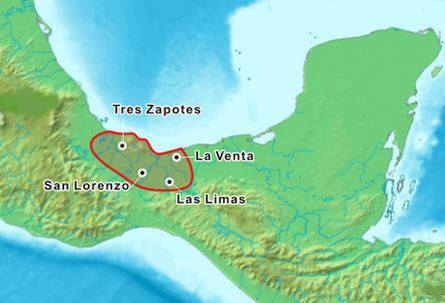 Tres Zapotes
La Venta
San Lorenzo
Las Limas